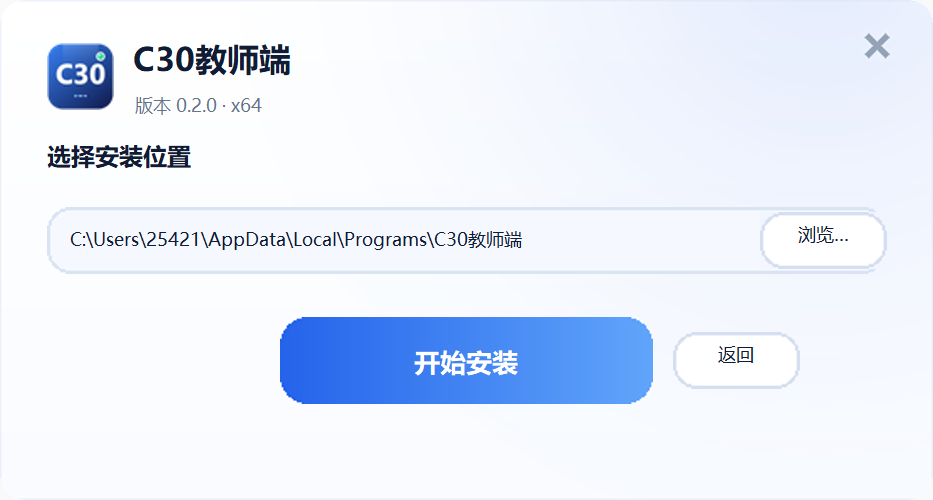 C30
C30教师端
版本 0.2.0 · x64
选择安装位置
C:\Users\25421\AppData\Local\Programs\C30教师端
浏览...
开始安装
返回